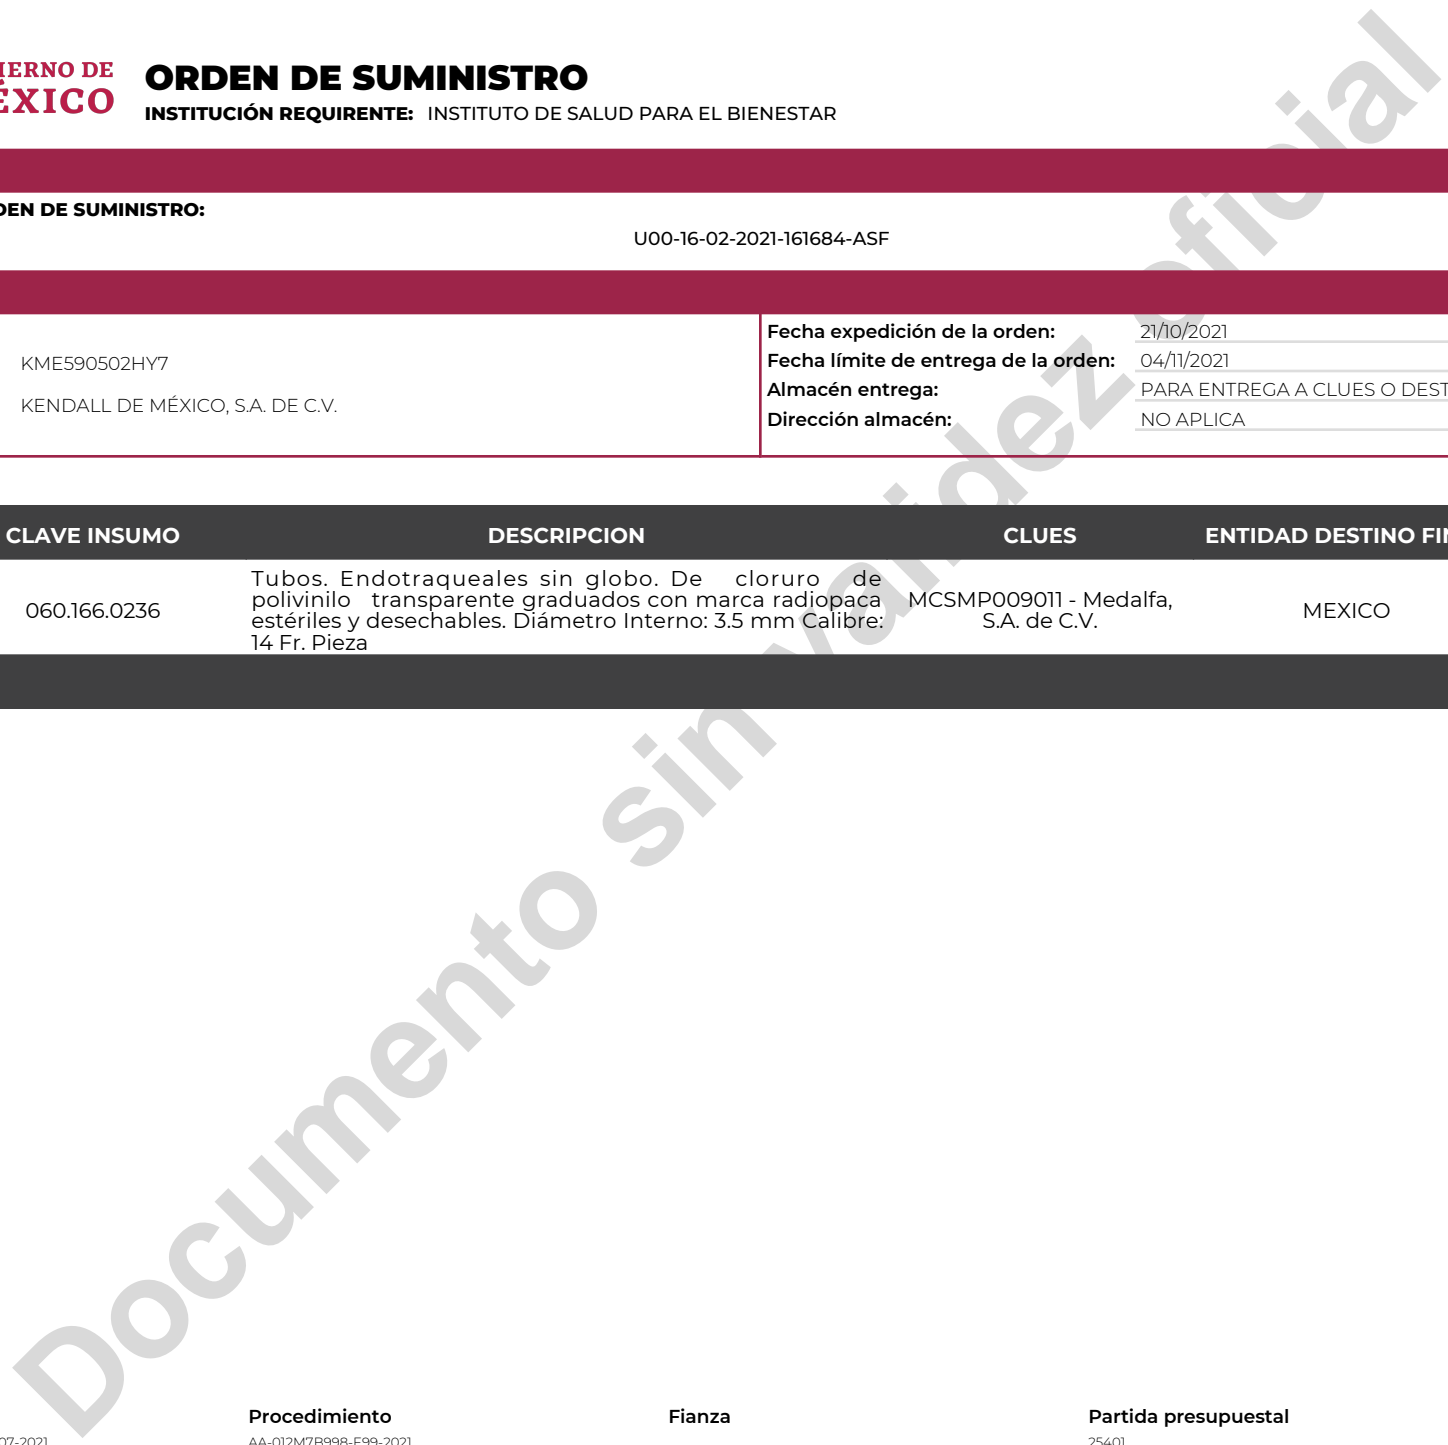 IERNO DE
ÉXICO
ORDEN DE SUMINISTRO
INSTITUCIÓN REQUIRENTE: INSTITUTO DE SALUD PARA EL BIENESTAR
DEN DE SUMINISTRO:
U00-16-02-2021-161684-ASF
KME590502HY7
KENDALL DE MÉXICO, S.A. DE C.V.
Fecha expedición de la orden: 21/10/2021
Fecha límite de entrega de la orden: 04/11/2021
Almacén entrega: PARA ENTREGA A CLUES O DEST
Dirección almacén: NO APLICA
CLAVE INSUMO DESCRIPCION CLUES ENTIDAD DESTINO FIN
060.166.0236
Tubos. Endotraqueales sin globo. De cloruro de
polivinilo transparente graduados con marca radiopaca
estériles y desechables. Diámetro Interno: 3.5 mm Calibre:
14 Fr. Pieza
MCSMP009011 - Medalfa,
S.A. de C.V.
MEXICO
Documento sin validez oficial
Procedimiento Fianza Partida presupuestal
07-2021 AA-012M7B998-E99-2021 25401